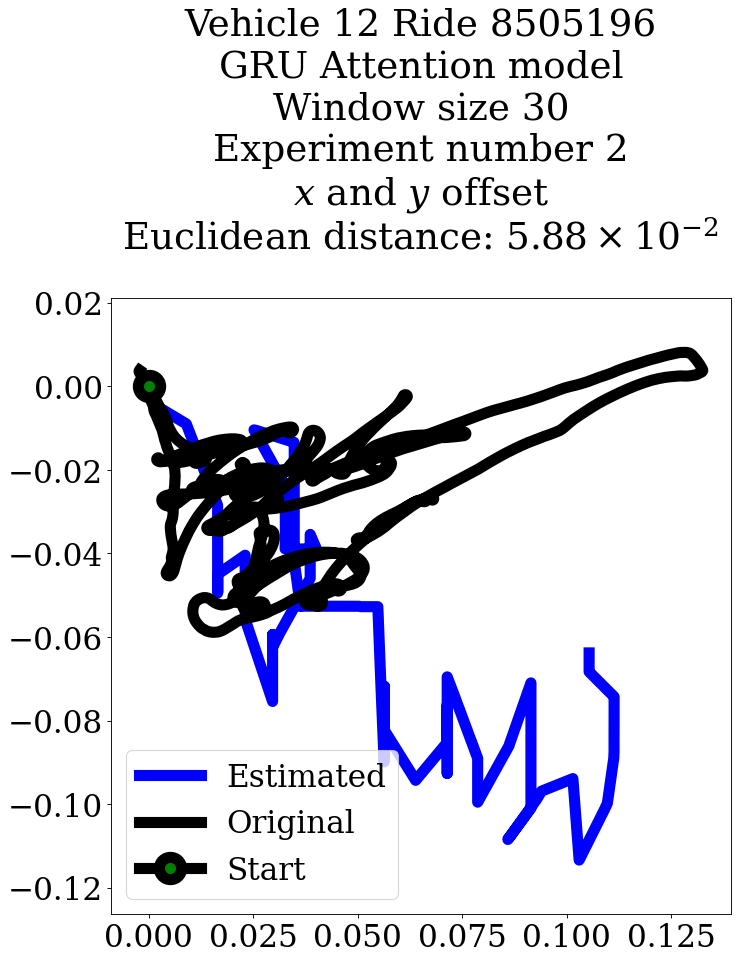 Vehicle 12 Ride 8505196
GRU Attention model
Window size 30
Experiment number 2
x and y offset
Euclidean distance: 5.88 × 10⁻²
0.02
0.00
−0.02
−0.04
−0.06
−0.08
−0.10
−0.12
Estimated
Original
Start
0.000 0.025 0.050 0.075 0.100 0.125